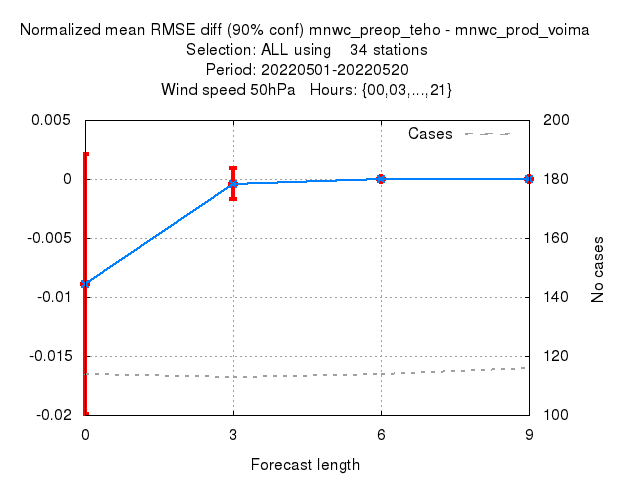 Normalized mean RMSE diff (90% conf) mnwc_preop_teho - mnwc_prod_voima
Selection: ALL using    34 stations
Period: 20220501-20220520
Wind speed 50hPa   Hours: {00,03,...,21}
0.005
0
-0.005
-0.01
-0.015
-0.02
Cases
200
180
160
140
120
100
No cases
0 3 6 9
Forecast length